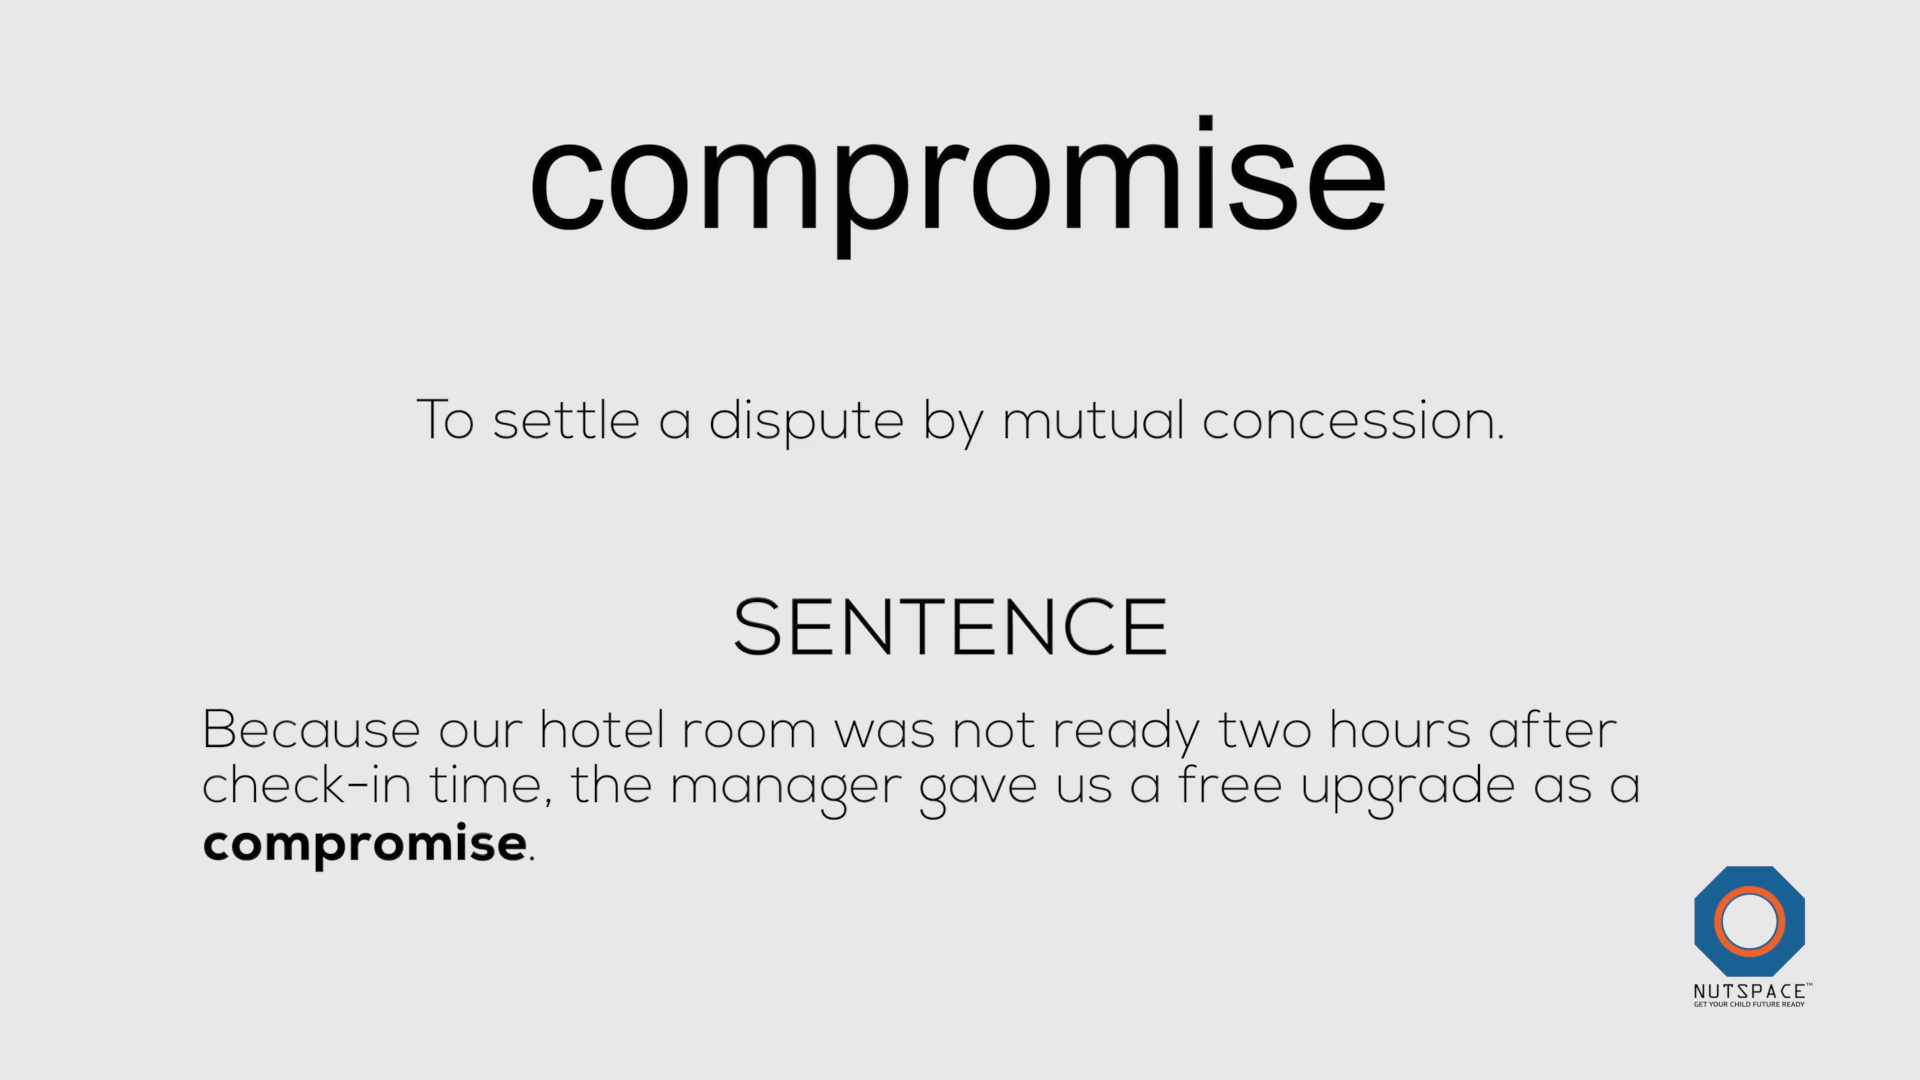 compromise
To settle a dispute by mutual concession.
SENTENCE
Because our hotel room was not ready two hours after
check-in time, the manager gave us a free upgrade as a
compromise.
NUTSPACE™
GET YOUR CHILD FUTURE READY